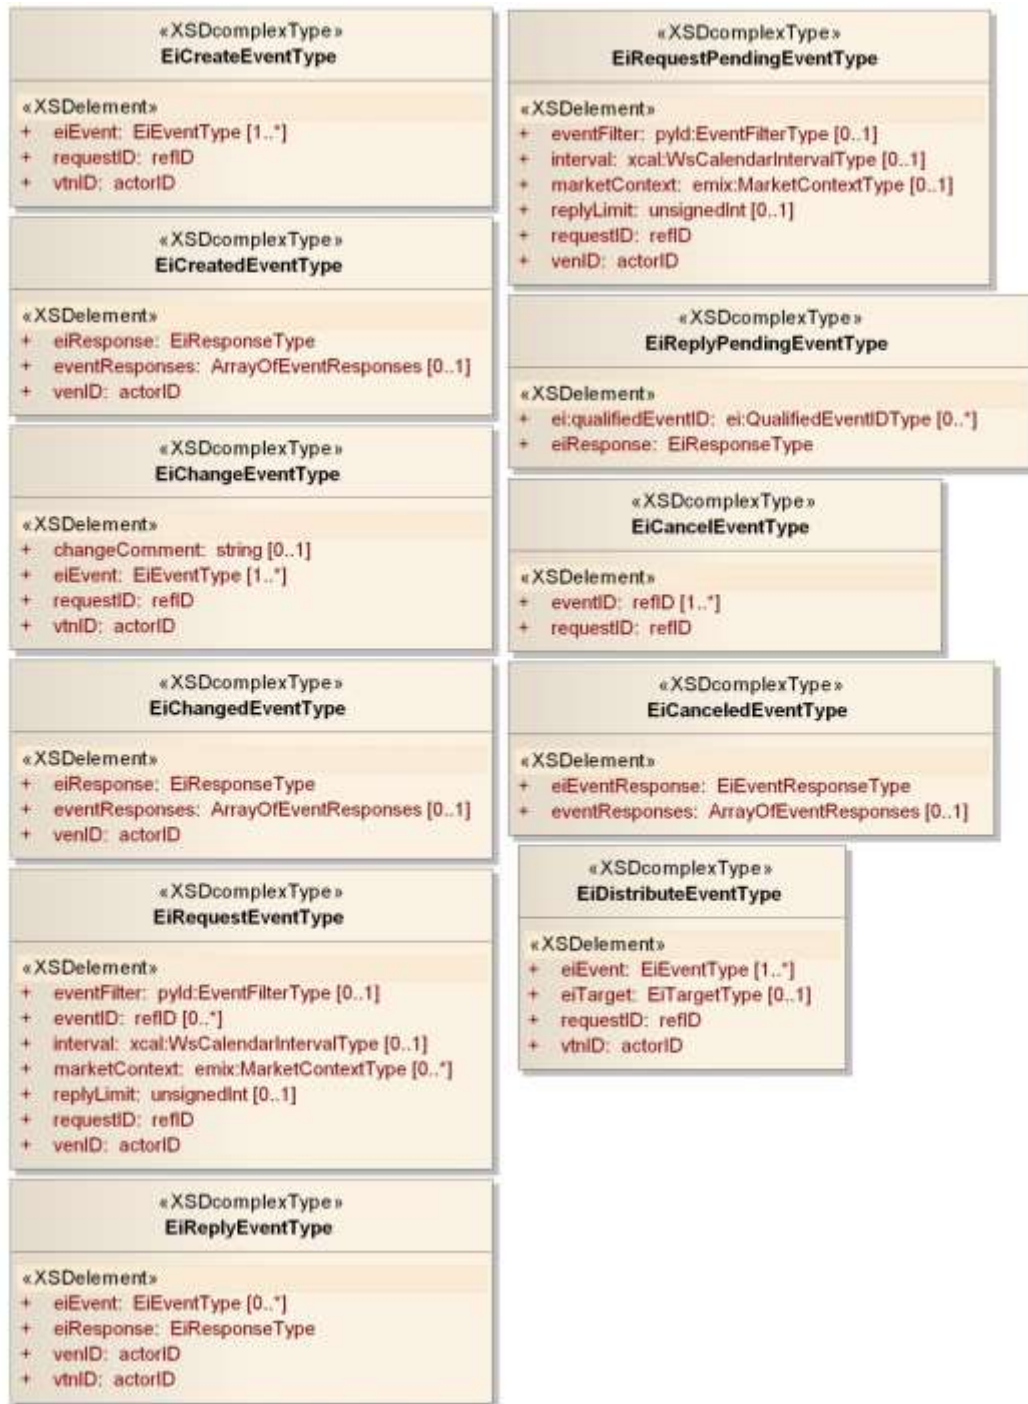 «XSDcomplexType»
EiCreateEventType
«XSDelement»
+ eiEvent: EiEventType [1..*]
+ requestID: refID
+ vtnID: actorID
«XSDcomplexType»
EiCreatedEventType
«XSDelement»
+ eiResponse: EiResponseType
+ eventResponses: ArrayOfEventResponses [0..1]
+ venID: actorID
«XSDcomplexType»
EiChangeEventType
«XSDelement»
+ changeComment: string [0..1]
+ eiEvent: EiEventType [1..*]
+ requestID: refID
+ vtnID: actorID
«XSDcomplexType»
EiChangedEventType
«XSDelement»
+ eiResponse: EiResponseType
+ eventResponses: ArrayOfEventResponses [0..1]
+ venID: actorID
«XSDcomplexType»
EiRequestEventType
«XSDelement»
+ eventFilter: pyld:EventFilterType [0..1]
+ eventID: refID [0..*]
+ interval: xcal:WsCalendarIntervalType [0..1]
+ marketContext: emix:MarketContextType [0..*]
+ replyLimit: unsignedInt [0..1]
+ requestID: refID
+ venID: actorID
«XSDcomplexType»
EiReplyEventType
«XSDelement»
+ eiEvent: EiEventType [0..*]
+ eiResponse: EiResponseType
+ venID: actorID
+ vtnID: actorID
«XSDcomplexType»
EiRequestPendingEventType
«XSDelement»
+ eventFilter: pyld:EventFilterType [0..1]
+ interval: xcal:WsCalendarIntervalType [0..1]
+ marketContext: emix:MarketContextType [0..1]
+ replyLimit: unsignedInt [0..1]
+ requestID: refID
+ venID: actorID
«XSDcomplexType»
EiReplyPendingEventType
«XSDelement»
+ ei:qualifiedEventID: ei:QualifiedEventIDType [0..*]
+ eiResponse: EiResponseType
«XSDcomplexType»
EiCancelEventType
«XSDelement»
+ eventID: refID [1..*]
+ requestID: refID
«XSDcomplexType»
EiCanceledEventType
«XSDelement»
+ eiEventResponse: EiEventResponseType
+ eventResponses: ArrayOfEventResponses [0..1]
«XSDcomplexType»
EiDistributeEventType
«XSDelement»
+ eiEvent: EiEventType [1..*]
+ eiTarget: EiTargetType [0..1]
+ requestID: refID
+ vtnID: actorID